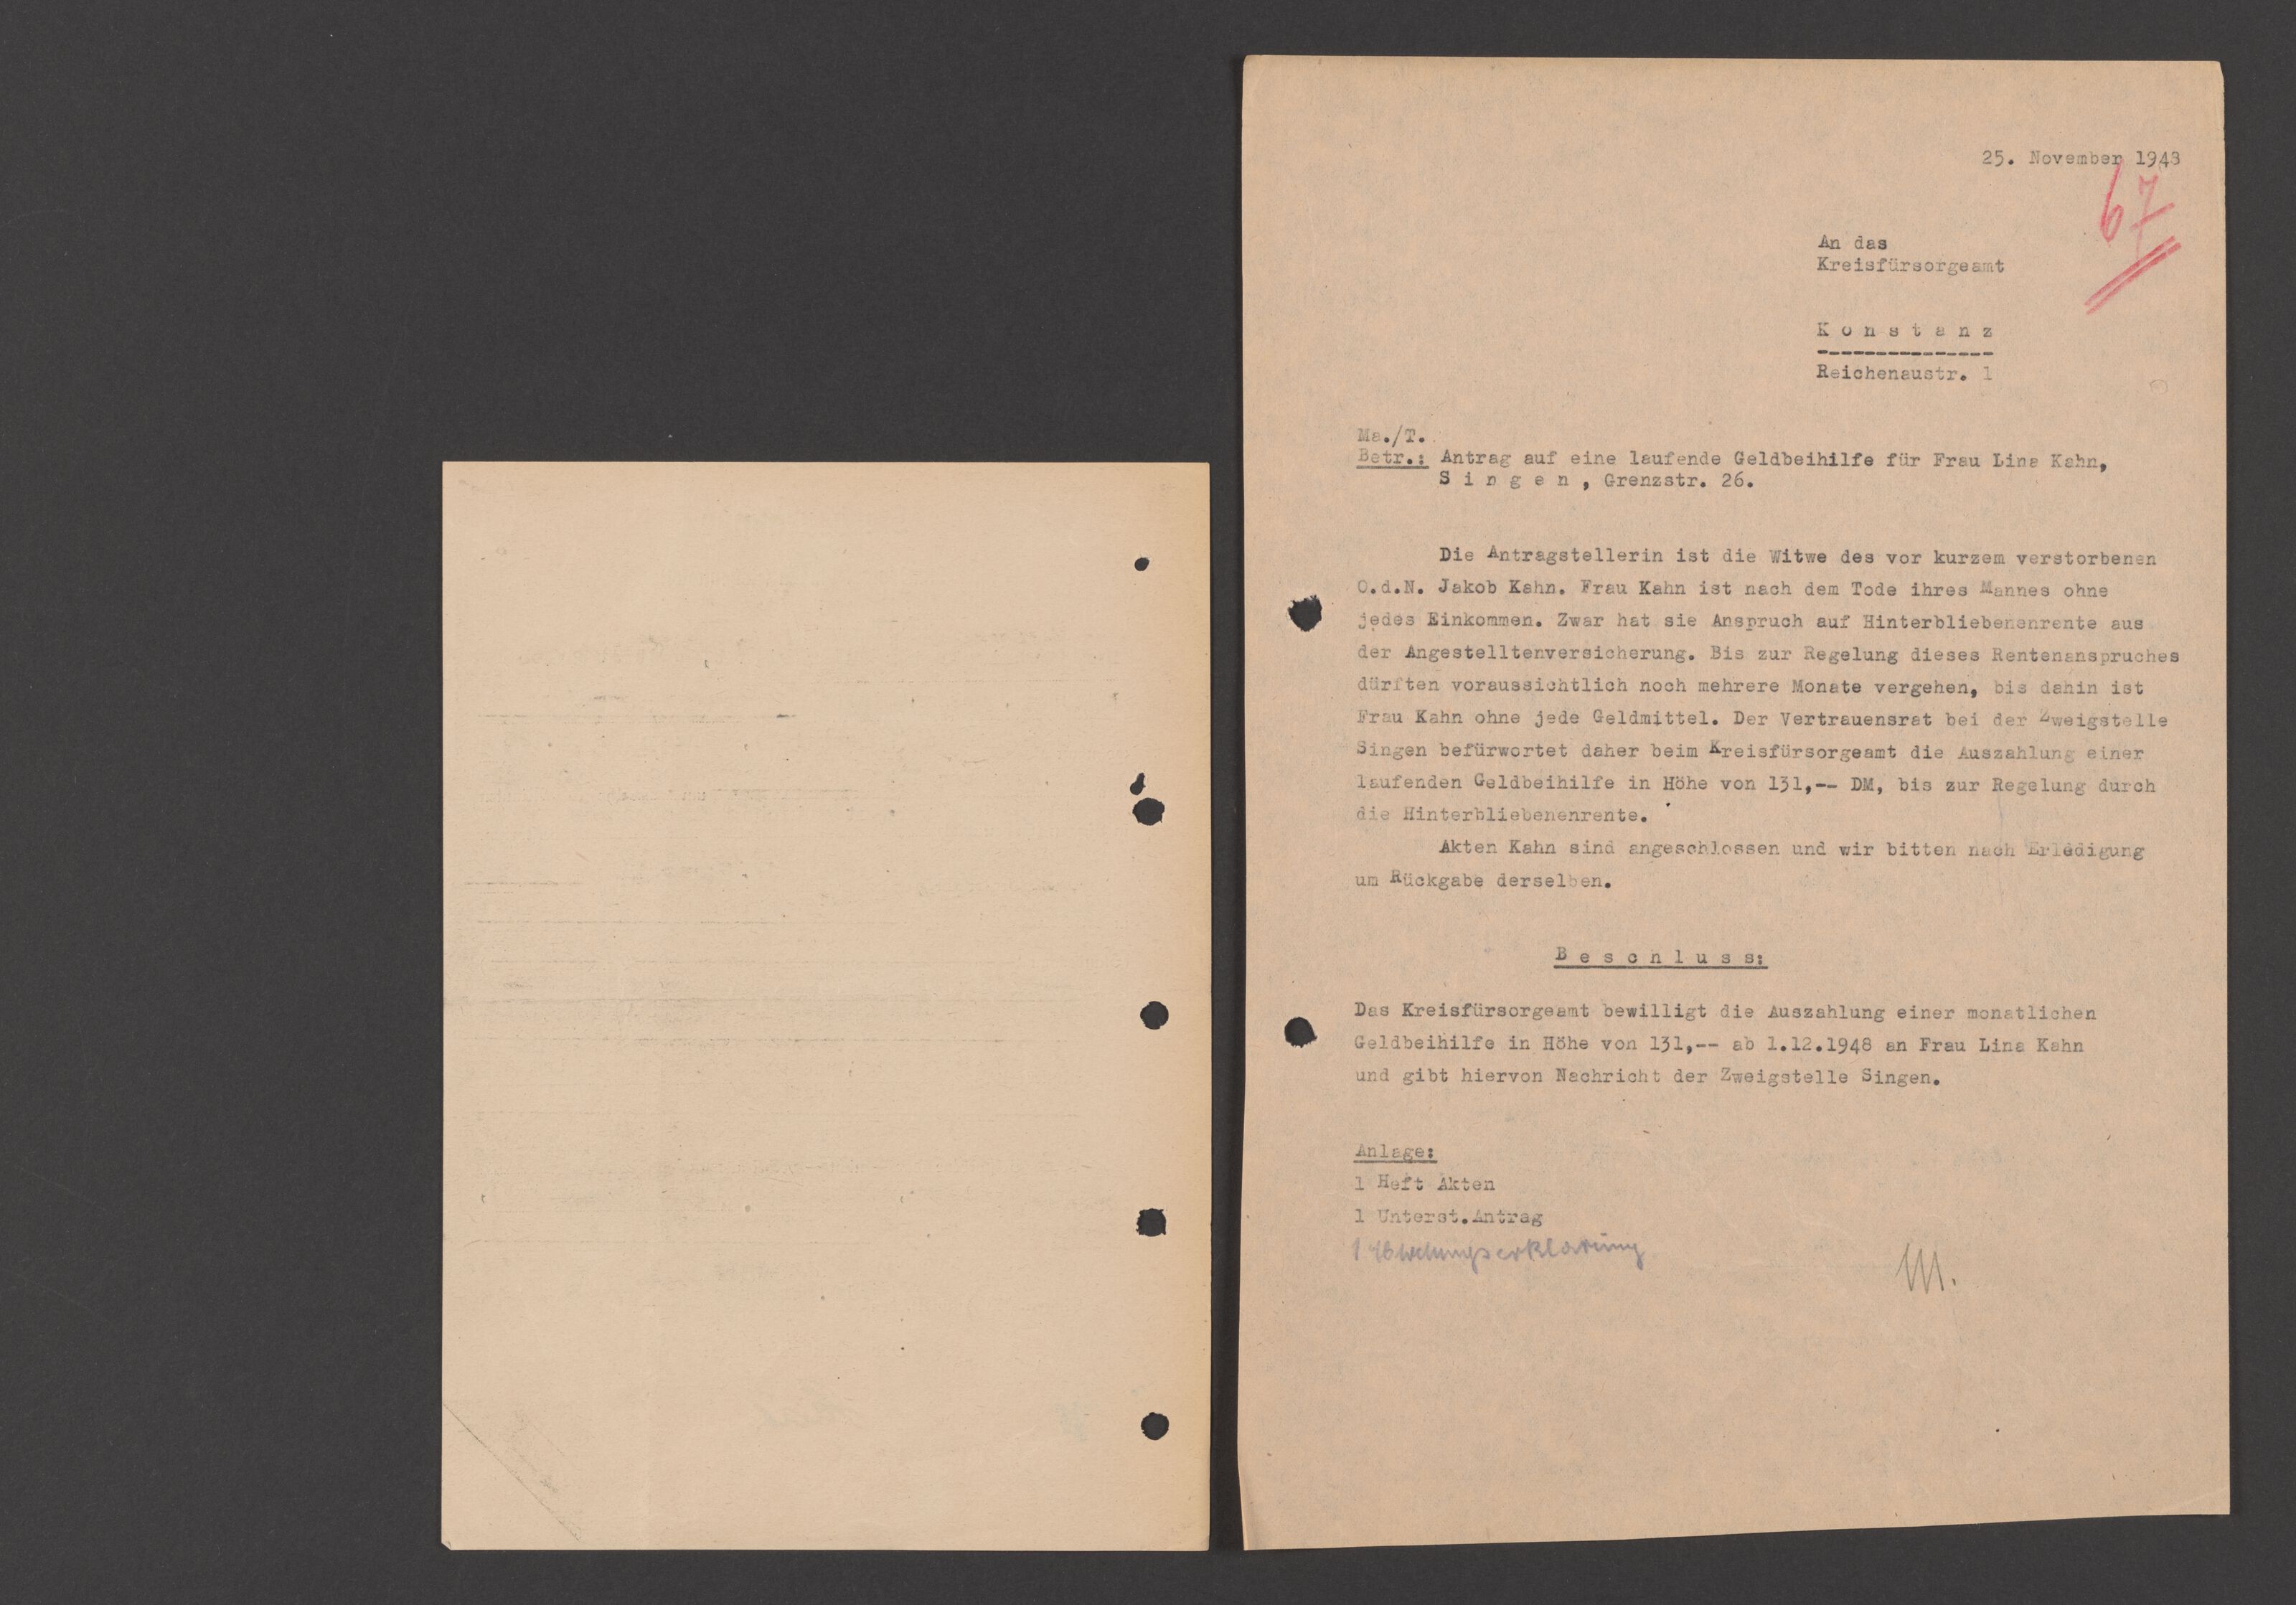 25. November 1948
67
An das
Kreisfürsorgeamt
K o n s t a n z
Reichenaustr. 1
Ma./T.
Betr.: Antrag auf eine laufende Geldbeihilfe für Frau Lina Kahn,
S i n g e n , Grenzstr. 26.
Die Antragstellerin ist die Witwe des vor kurzem verstorbenen
O.d.N. Jakob Kahn. Frau Kahn ist nach dem Tode ihres Mannes ohne
jedes Einkommen. Zwar hat sie Anspruch auf Hinterbliebenenrente aus
der Angestelltenversicherung. Bis zur Regelung dieses Rentenanspruches
dürften voraussichtlich noch mehrere Monate vergehen, bis dahin ist
Frau Kahn ohne jede Geldmittel. Der Vertrauensrat bei der Zweigstelle
Singen befürwortet daher beim Kreisfürsorgeamt die Auszahlung einer
laufenden Geldbeihilfe in Höhe von 131,-- DM, bis zur Regelung durch
die Hinterbliebenenrente.
Akten Kahn sind angeschlossen und wir bitten nach Erledigung
um Rückgabe derselben.
B e s c h l u s s:
Das Kreisfürsorgeamt bewilligt die Auszahlung einer monatlichen
Geldbeihilfe in Höhe von 131,-- ab 1.12.1948 an Frau Lina Kahn
und gibt hiervon Nachricht der Zweigstelle Singen.
Anlage:
1 Heft Akten
1 Unterst.Antrag
1
M.